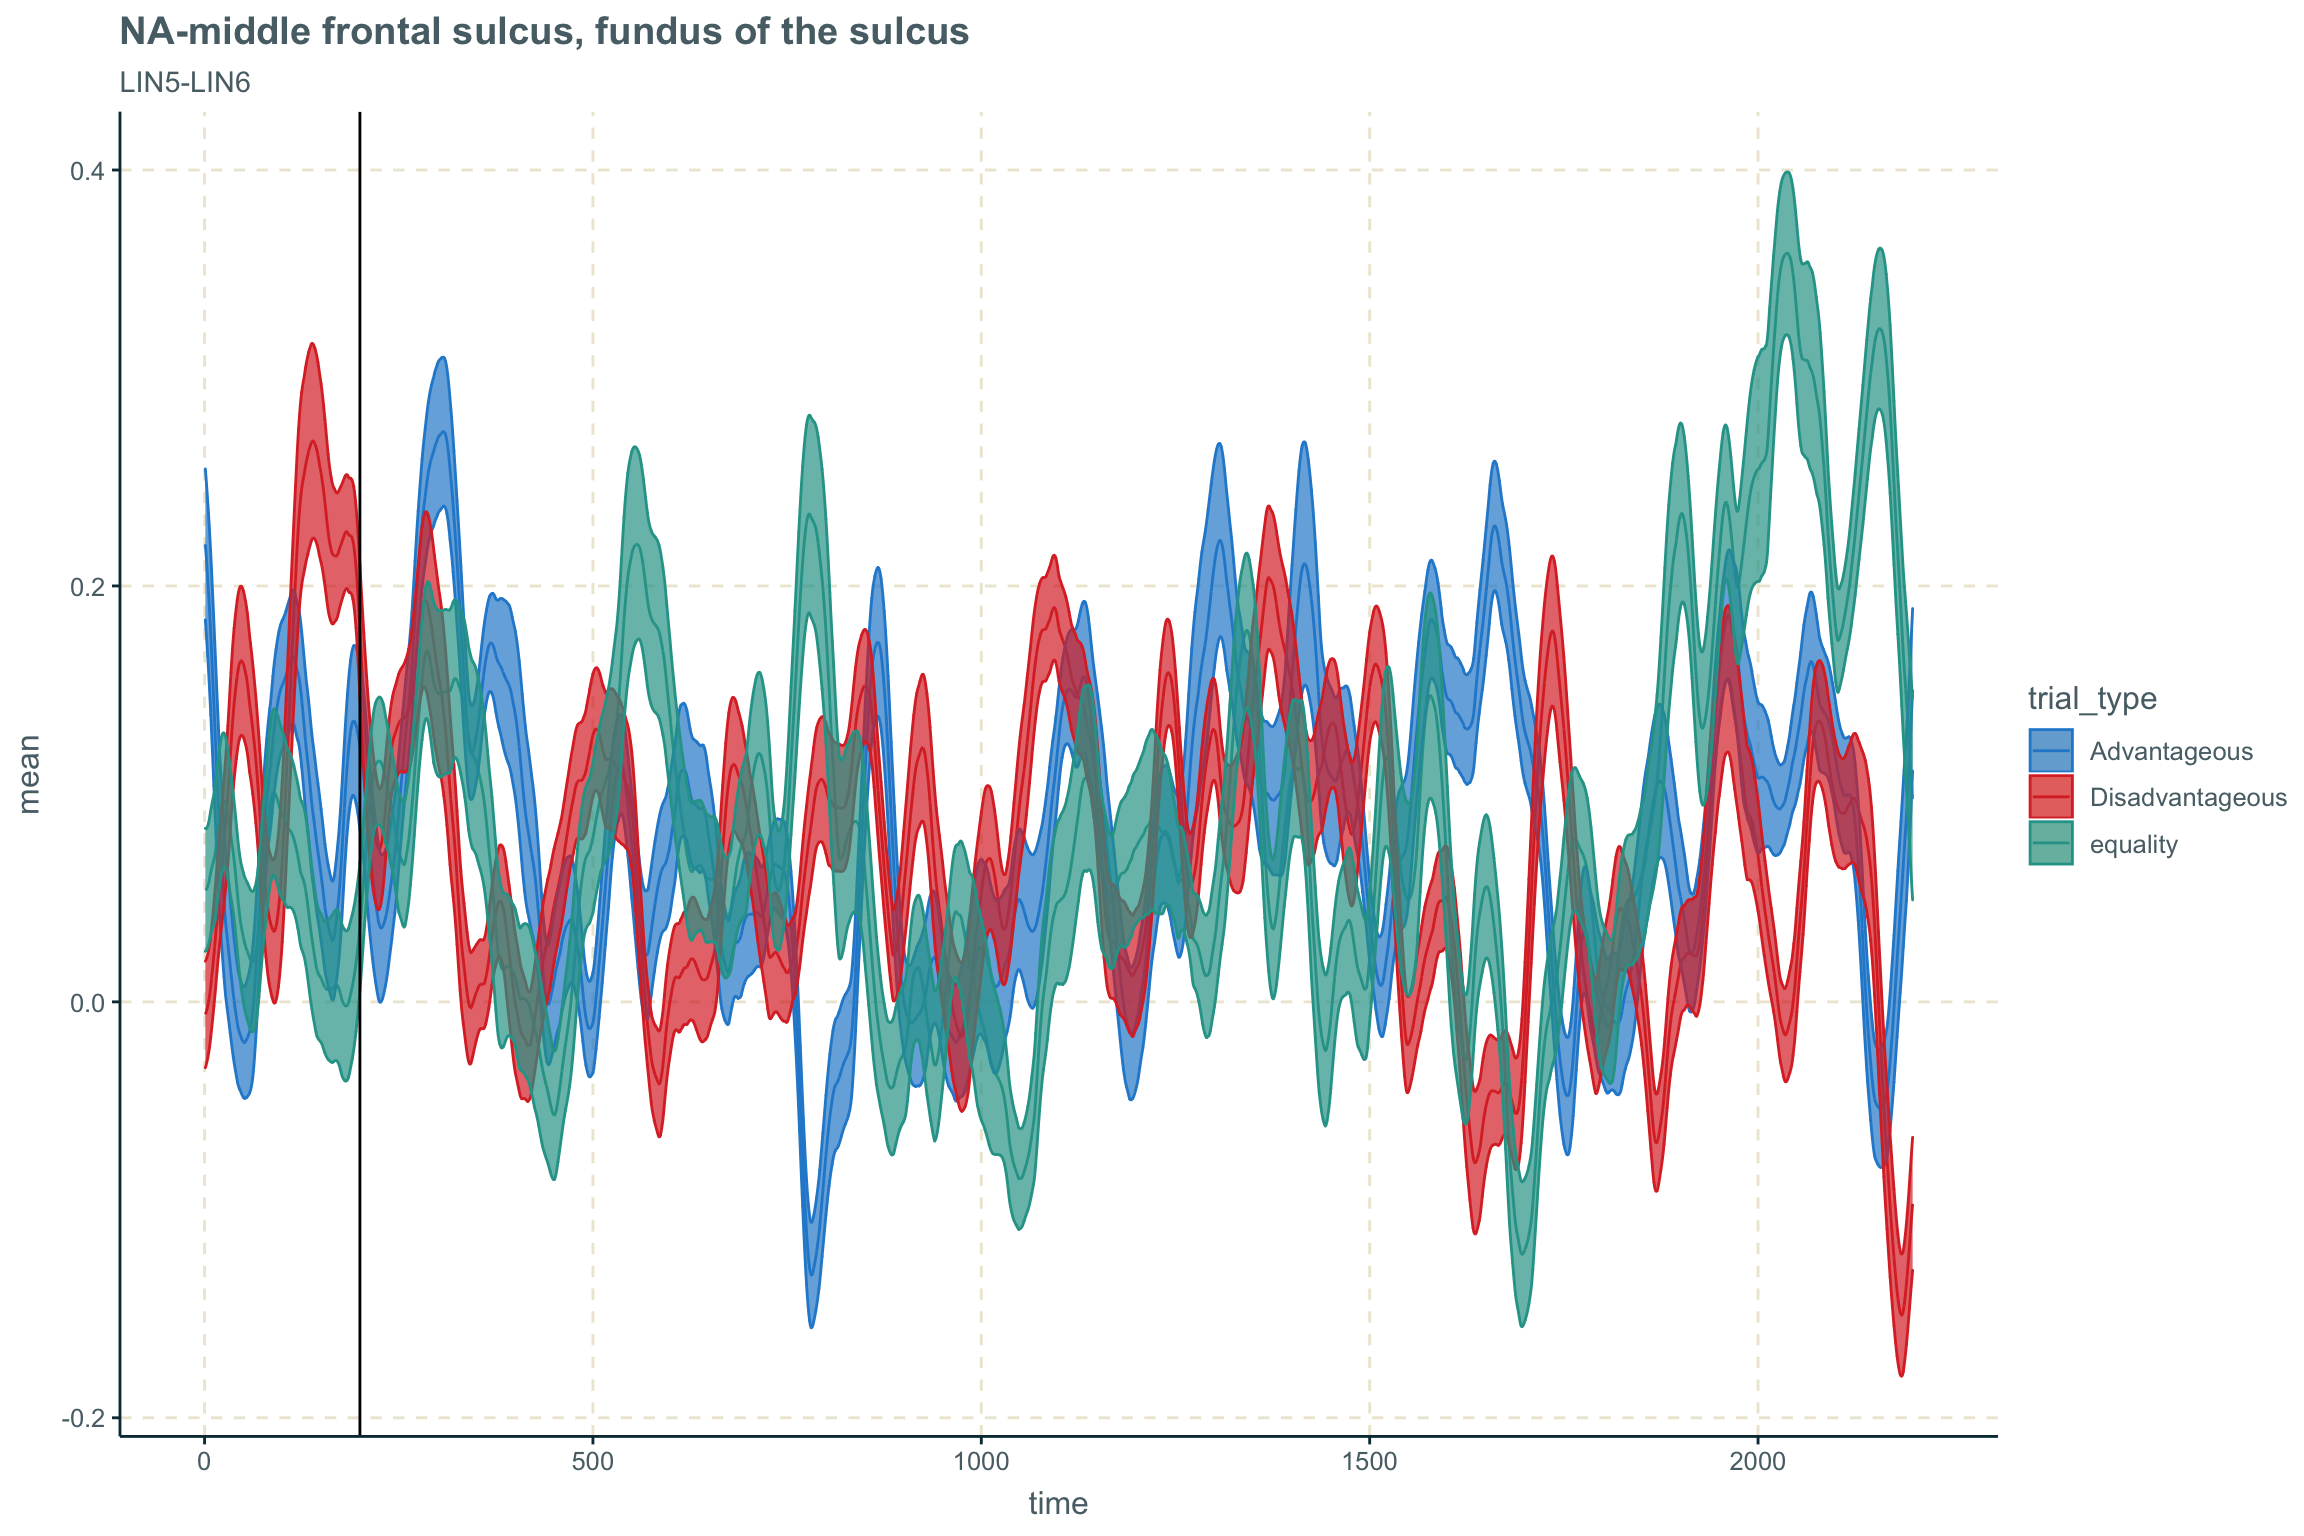 NA-middle frontal sulcus, fundus of the sulcus
LIN5-LIN6
mean
0.4
0.2
0.0
-0.2
0
500
1000
1500
2000
time
trial_type
Advantageous
Disadvantageous
equality